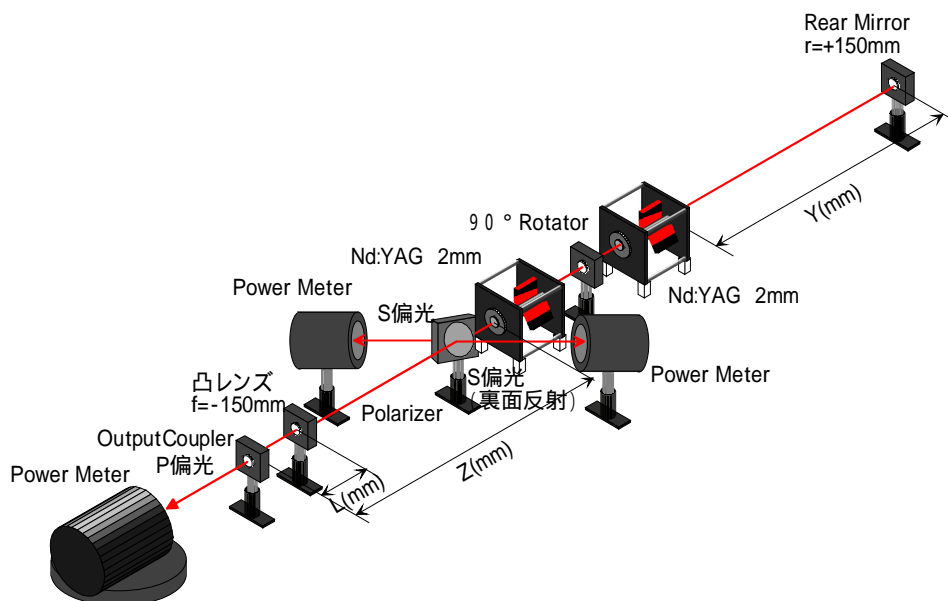 Rear Mirror
r=+150mm
Y(mm)
９０°Rotator
Nd:YAG 2mm
Nd:YAG 2mm
Power Meter
S偏光
S偏光
(裏面反射)
Power Meter
凸レンズ
f=-150mm
Polarizer
Z(mm)
OutputCoupler
P偏光
L(mm)
Power Meter